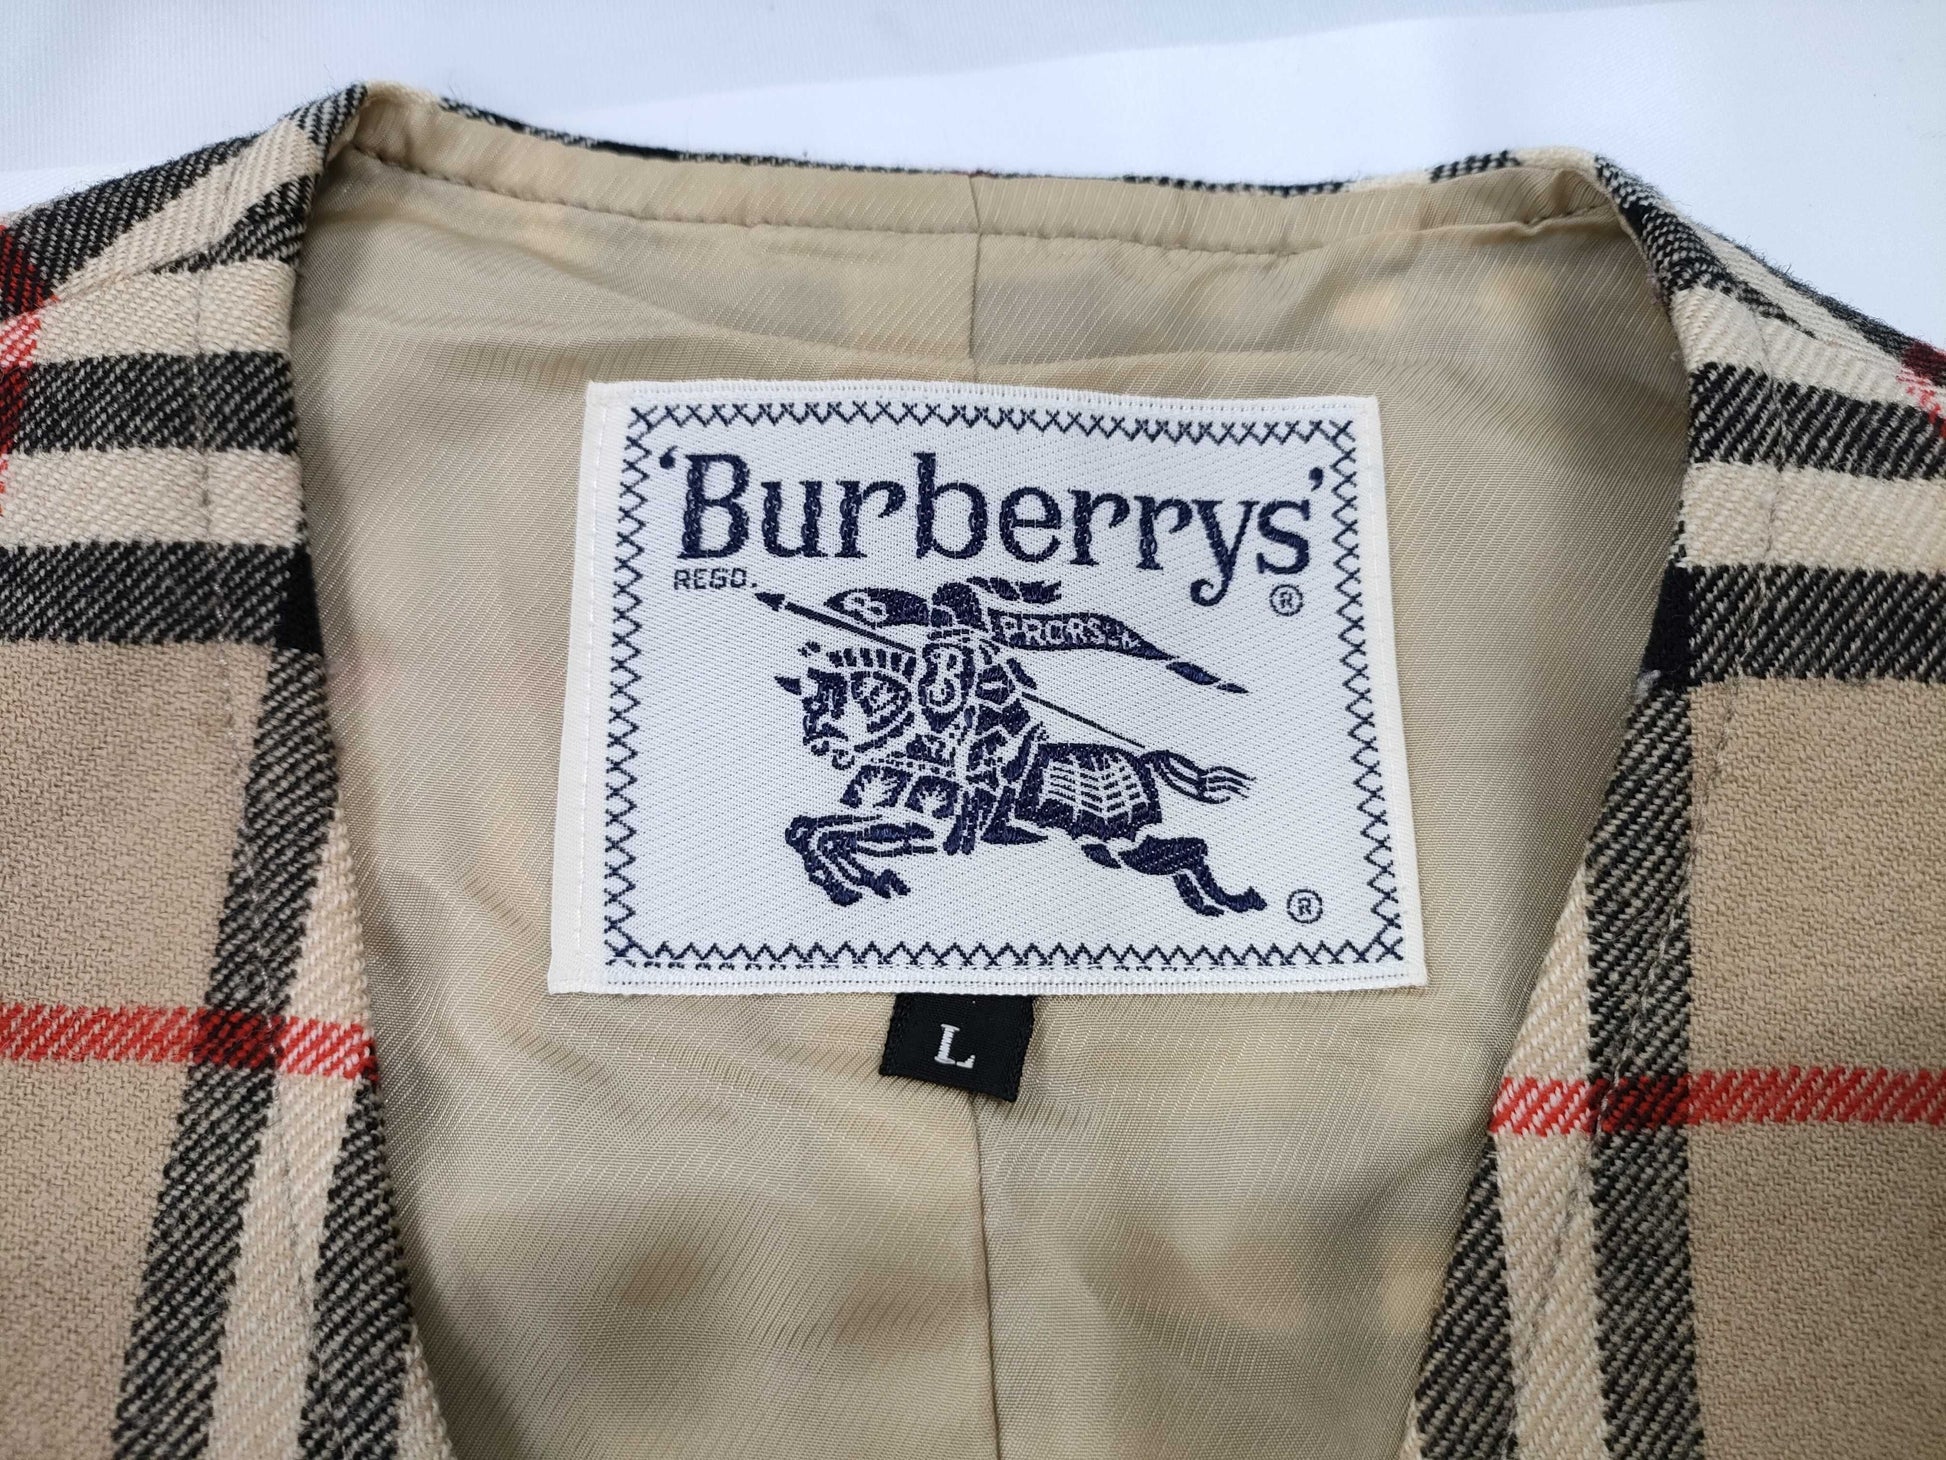 'Burberrys'
REGD. ®
B PRORSUM
B
®
L